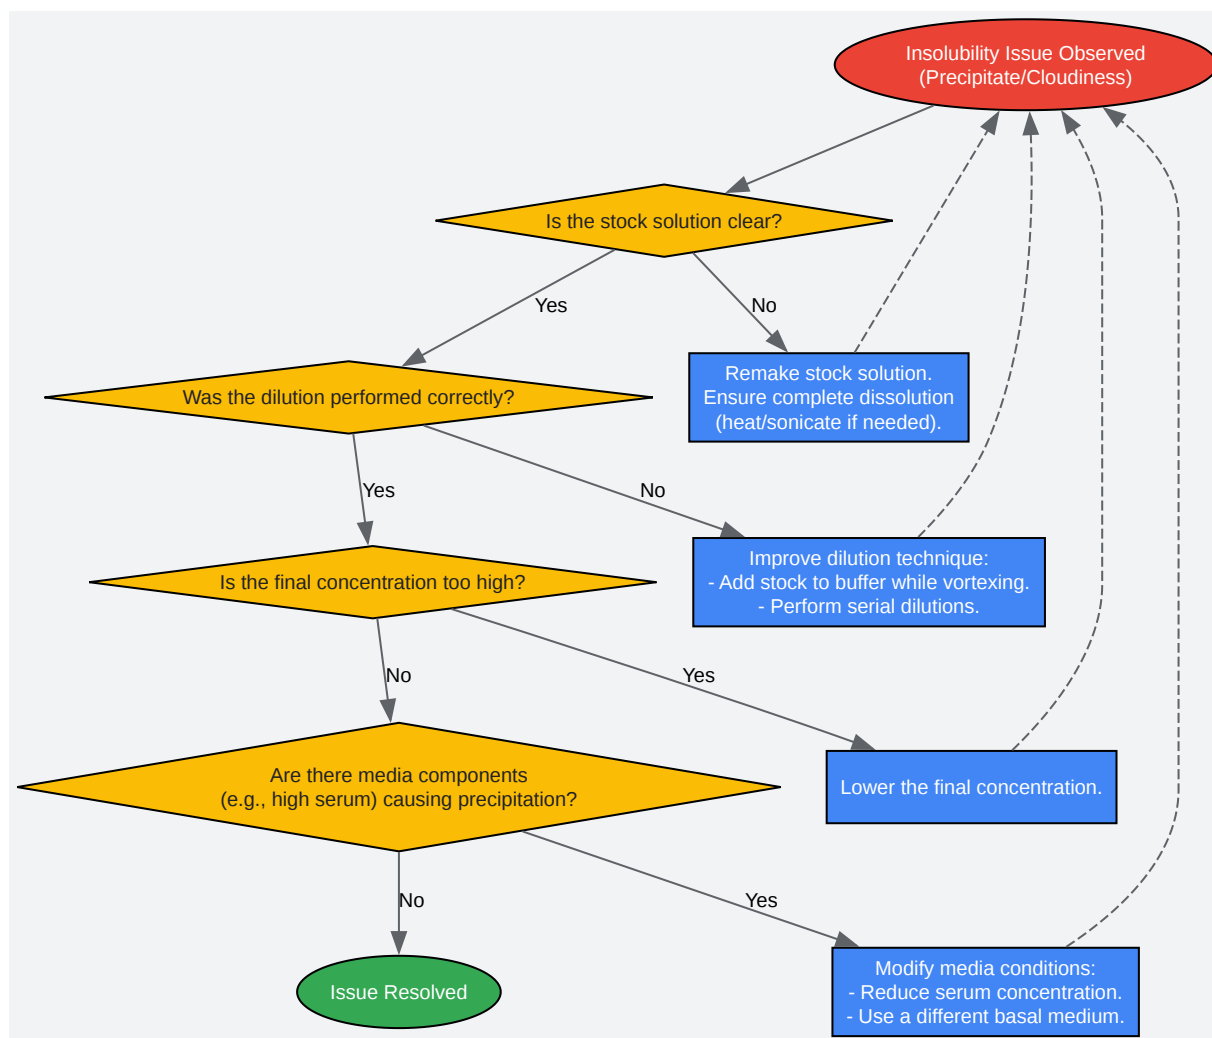 Insolubility Issue Observed
(Precipitate/Cloudiness)
Is the stock solution clear?
Yes
No
Remake stock solution.
Ensure complete dissolution
(heat/sonicate if needed).
Was the dilution performed correctly?
Yes
No
Improve dilution technique:
- Add stock to buffer while vortexing.
- Perform serial dilutions.
Is the final concentration too high?
No
Yes
Lower the final concentration.
Are there media components
(e.g., high serum) causing precipitation?
No
Yes
Modify media conditions:
- Reduce serum concentration.
- Use a different basal medium.
Issue Resolved